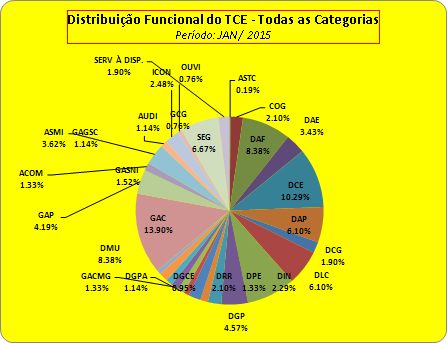 Distribuição Funcional do TCE - Todas as Categorias
Período: JAN/ 2015
SERV À DISP.
1.90%
ICON
2.48%
OUVI
0.76%
ASTC
0.19%
COG
2.10%
DAE
3.43%
DAF
8.38%
DCE
10.29%
DAP
6.10%
DCG
1.90%
DLC
6.10%
DIN
2.29%
DPE
1.33%
DGP
4.57%
DRR
2.10%
DGCE
0.95%
DGPA
1.14%
GACMG
1.33%
DMU
8.38%
GAC
13.90%
GAP
4.19%
GASNI
1.52%
ACOM
1.33%
ASMI
3.62%
GAGSC
1.14%
AUDI
1.14%
GCG
0.76%
SEG
6.67%